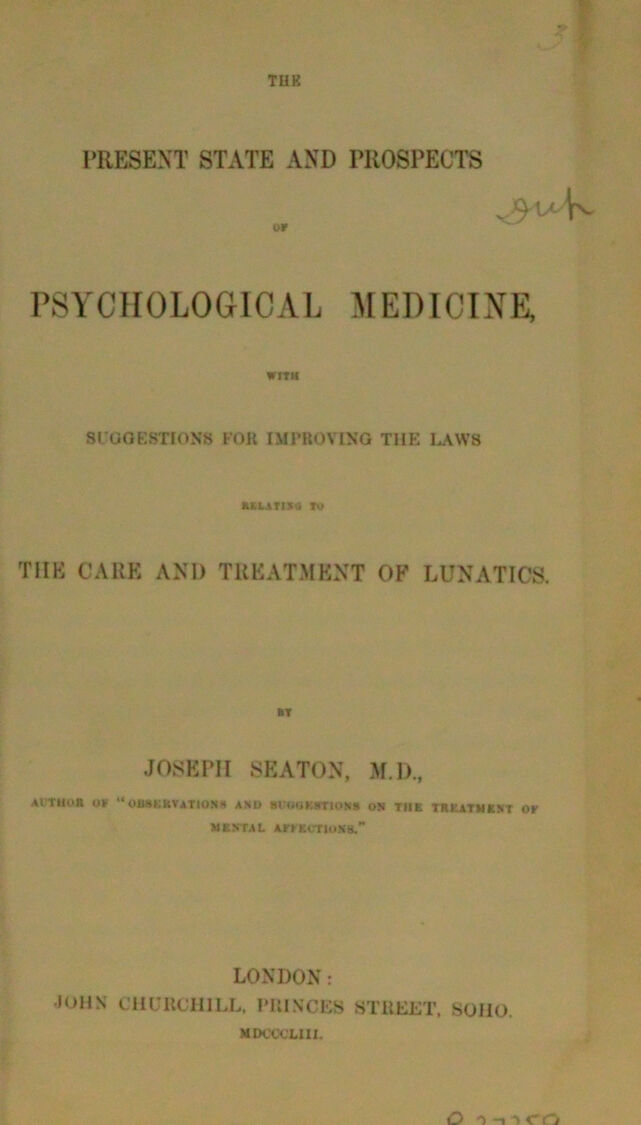 3
THE
PRESENT STATE AND PROSPECTS
OF
PSYCHOLOGICAL MEDICINE,
WITH
SUGGESTIONS FOR IMPROVING THE LAWS
RELATING TO
THE CARE AND TREATMENT OF LUNATICS.
BY
JOSEPH SEATON, M.D.,
AUTHOR OF "OBSERVATIONS AND SUGGESTIONS ON THE TREATMENT OF
MENTAL AFFECTIONS."
LONDON:
JOHN CHURCHILL, PRINCES STREET, SOHO.
MDCCCLIII.